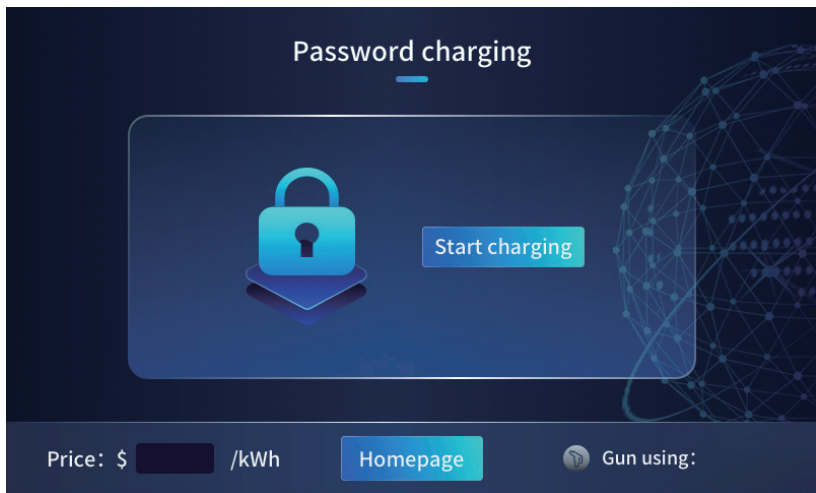 Password charging
Start charging
Price: $ /kWh
Homepage
Gun using: